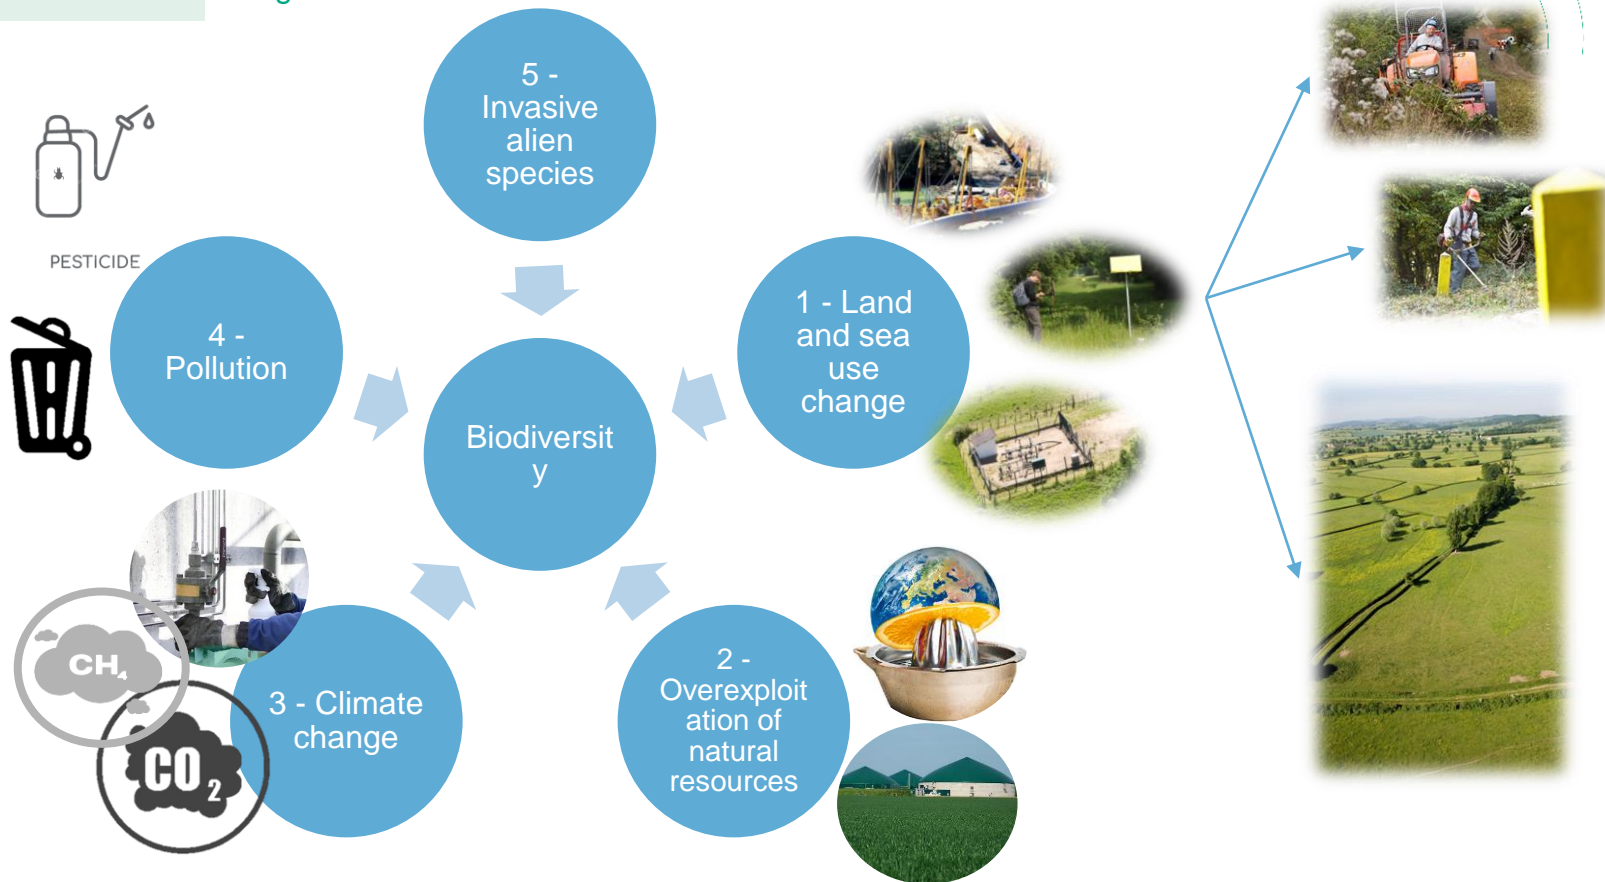 5 -
Invasive
alien
species
PESTICIDE
4 -
Pollution
1 - Land
and sea
use
change
Biodiversit
y
CH4
CO2
3 - Climate
change
2 -
Overexploit
ation of
natural
resources